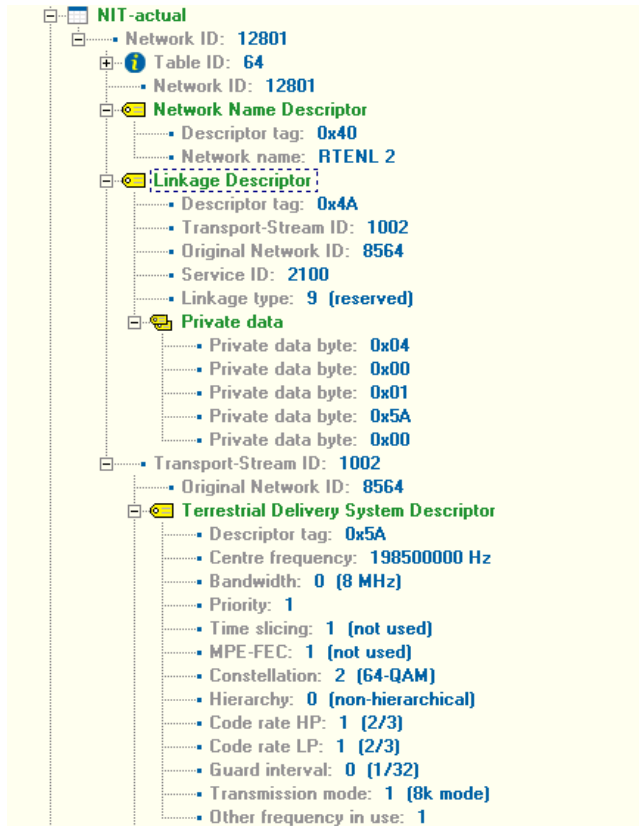 NIT-actual
Network ID: 12801
Table ID: 64
Network ID: 12801
Network Name Descriptor
Descriptor tag: 0x40
Network name: RTENL 2
Linkage Descriptor
Descriptor tag: 0x4A
Transport-Stream ID: 1002
Original Network ID: 8564
Service ID: 2100
Linkage type: 9 (reserved)
Private data
Private data byte: 0x04
Private data byte: 0x00
Private data byte: 0x01
Private data byte: 0x5A
Private data byte: 0x00
Transport-Stream ID: 1002
Original Network ID: 8564
Terrestrial Delivery System Descriptor
Descriptor tag: 0x5A
Centre frequency: 198500000 Hz
Bandwidth: 0 (8 MHz)
Priority: 1
Time slicing: 1 (not used)
MPE-FEC: 1 (not used)
Constellation: 2 (64-QAM)
Hierarchy: 0 (non-hierarchical)
Code rate HP: 1 (2/3)
Code rate LP: 1 (2/3)
Guard interval: 0 (1/32)
Transmission mode: 1 (8k mode)
Other frequency in use: 1